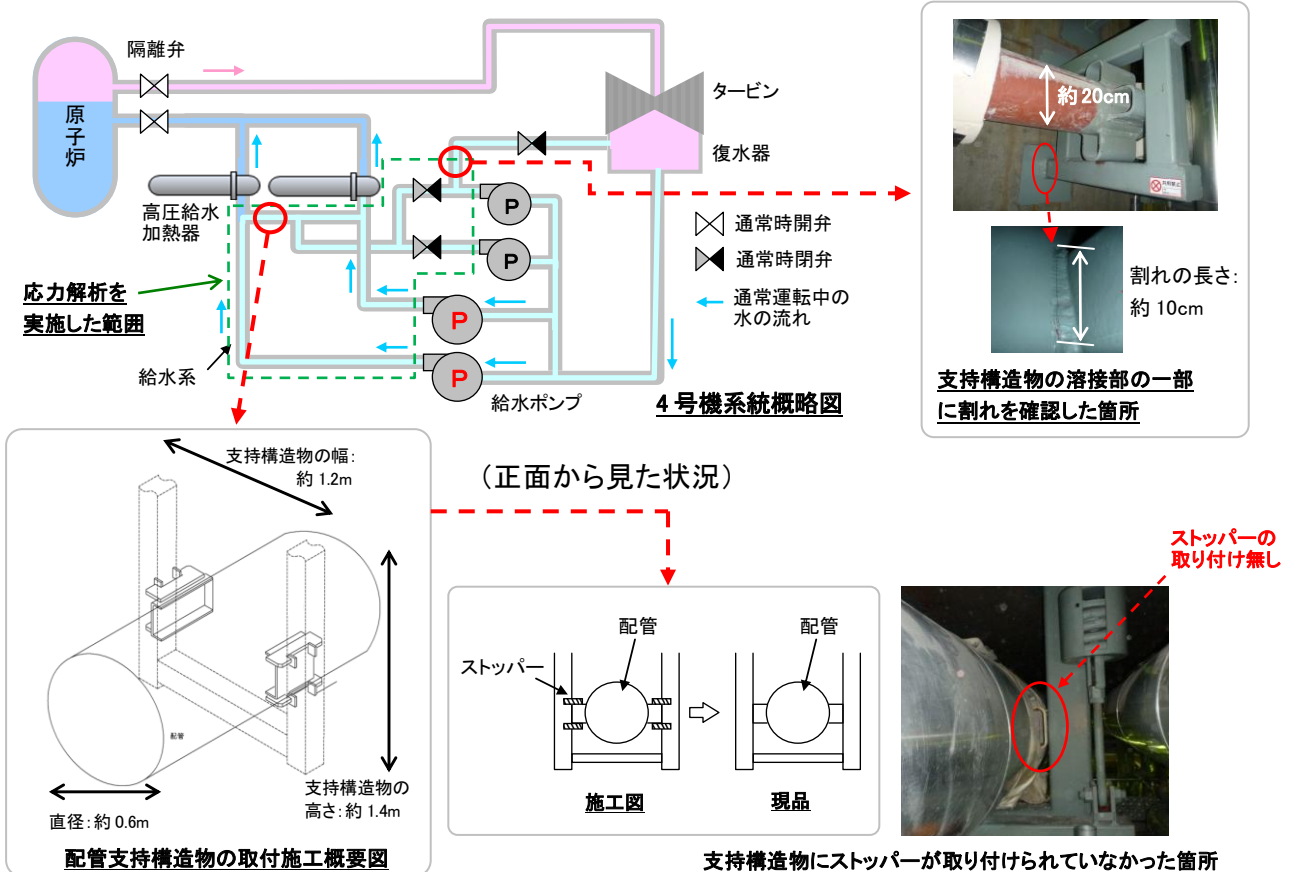 隔離弁
原子炉
タービン
復水器
高圧給水
加熱器
P
P
P
P
通常時開弁
通常時閉弁
通常運転中の
水の流れ
応力解析を
実施した範囲
給水系
給水ポンプ
4号機系統概略図
約20cm
割れの長さ:
約10cm
支持構造物の溶接部の一部
に割れを確認した箇所
支持構造物の幅:
約1.2m
配管
支持構造物の
高さ:約1.4m
直径:約0.6m
配管支持構造物の取付施工概要図
(正面から見た状況)
配管
配管
ストッパー
施工図
現品
ストッパーの
取り付け無し
支持構造物にストッパーが取り付けられていなかった箇所